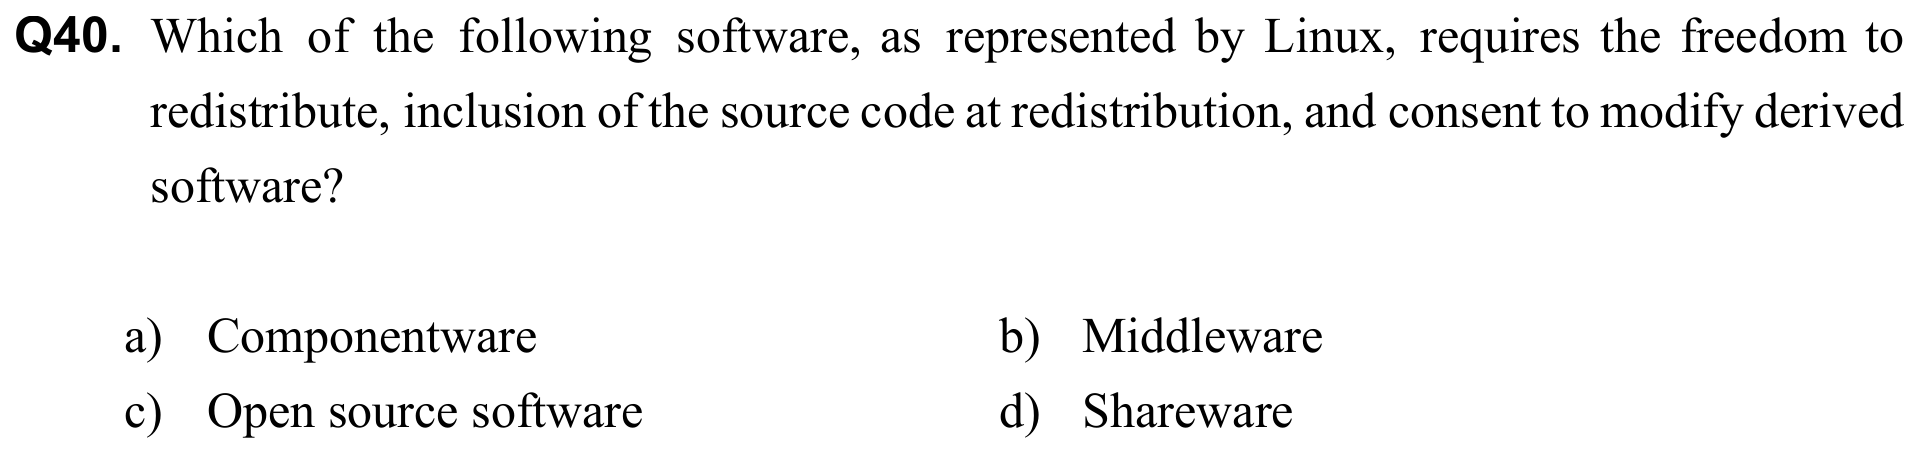 Q40. Which of the following software, as represented by Linux, requires the freedom to
redistribute, inclusion of the source code at redistribution, and consent to modify derived
software?
a) Componentware b) Middleware
c) Open source software d) Shareware